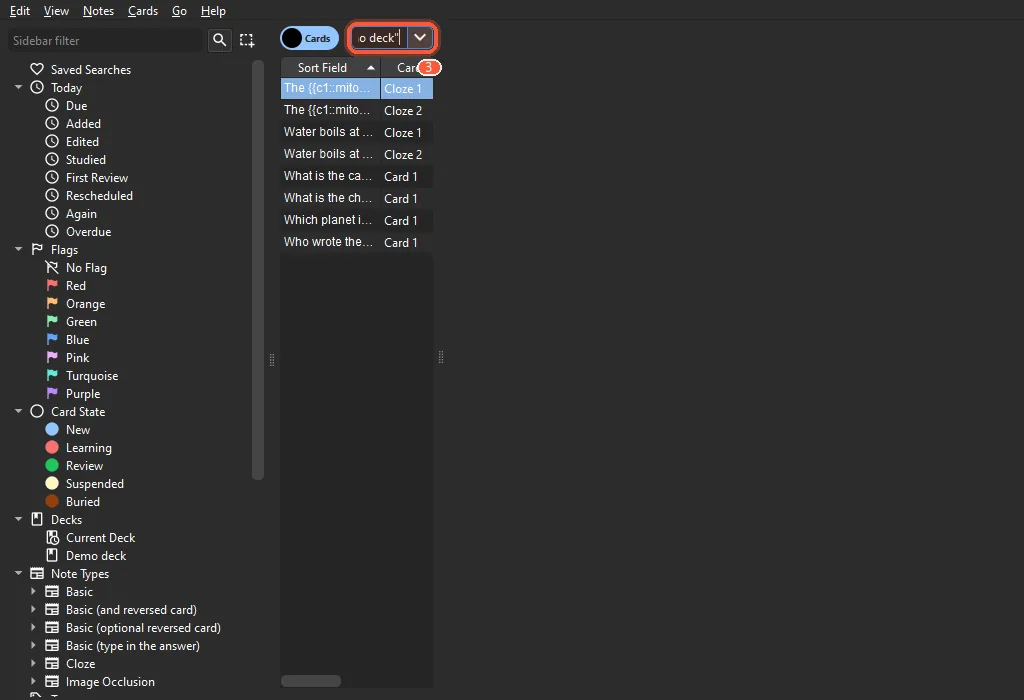 Edit View Notes Cards Go Help
Sidebar filter
Cards
o deck"
Saved Searches
Today
Due
Added
Edited
Studied
First Review
Rescheduled
Again
Overdue
Flags
No Flag
Red
Orange
Green
Blue
Pink
Turquoise
Purple
Card State
New
Learning
Review
Suspended
Buried
Decks
Current Deck
Demo deck
Note Types
Basic
Basic (and reversed card)
Basic (optional reversed card)
Basic (type in the answer)
Cloze
Image Occlusion
Sort Field Car
3
The {{c1::mito... Cloze 1
The {{c1::mito... Cloze 2
Water boils at ... Cloze 1
Water boils at ... Cloze 2
What is the ca... Card 1
What is the ch... Card 1
Which planet i... Card 1
Who wrote the... Card 1